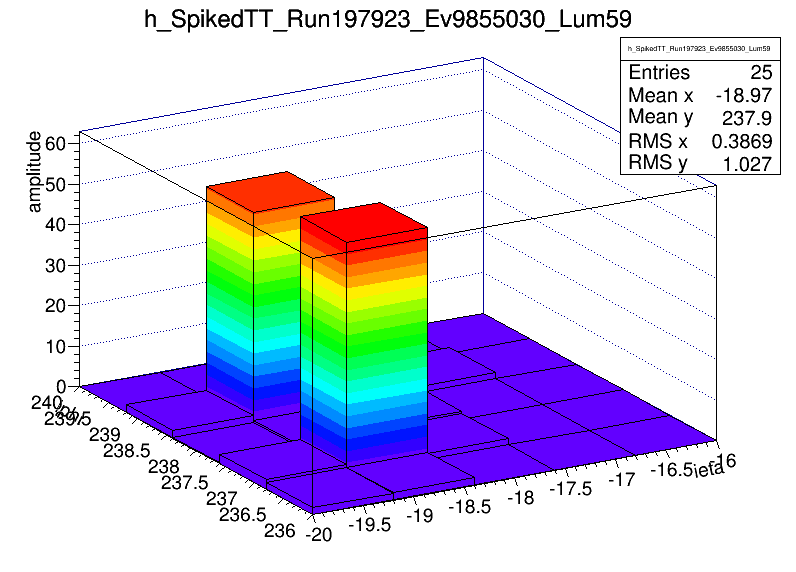 h_SpikedTT_Run197923_Ev9855030_Lum59
h_SpikedTT_Run197923_Ev9855030_Lum59
Entries 25
Mean x -18.97
Mean y 237.9
RMS x 0.3869
RMS y 1.027
amplitude
60
50
40
30
20
10
0
240
239.5
239
238.5
238
237.5
237
236.5
236
-20
-19.5
-19
-18.5
-18
-17.5
-17
-16.5
-16
ieta